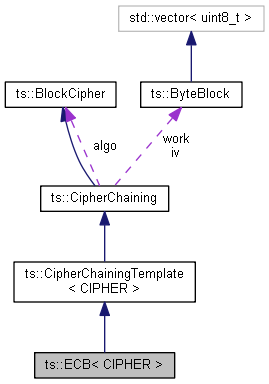 std::vector< uint8_t >
ts::BlockCipher
ts::ByteBlock
algo
work
iv
ts::CipherChaining
ts::CipherChainingTemplate
< CIPHER >
ts::ECB< CIPHER >